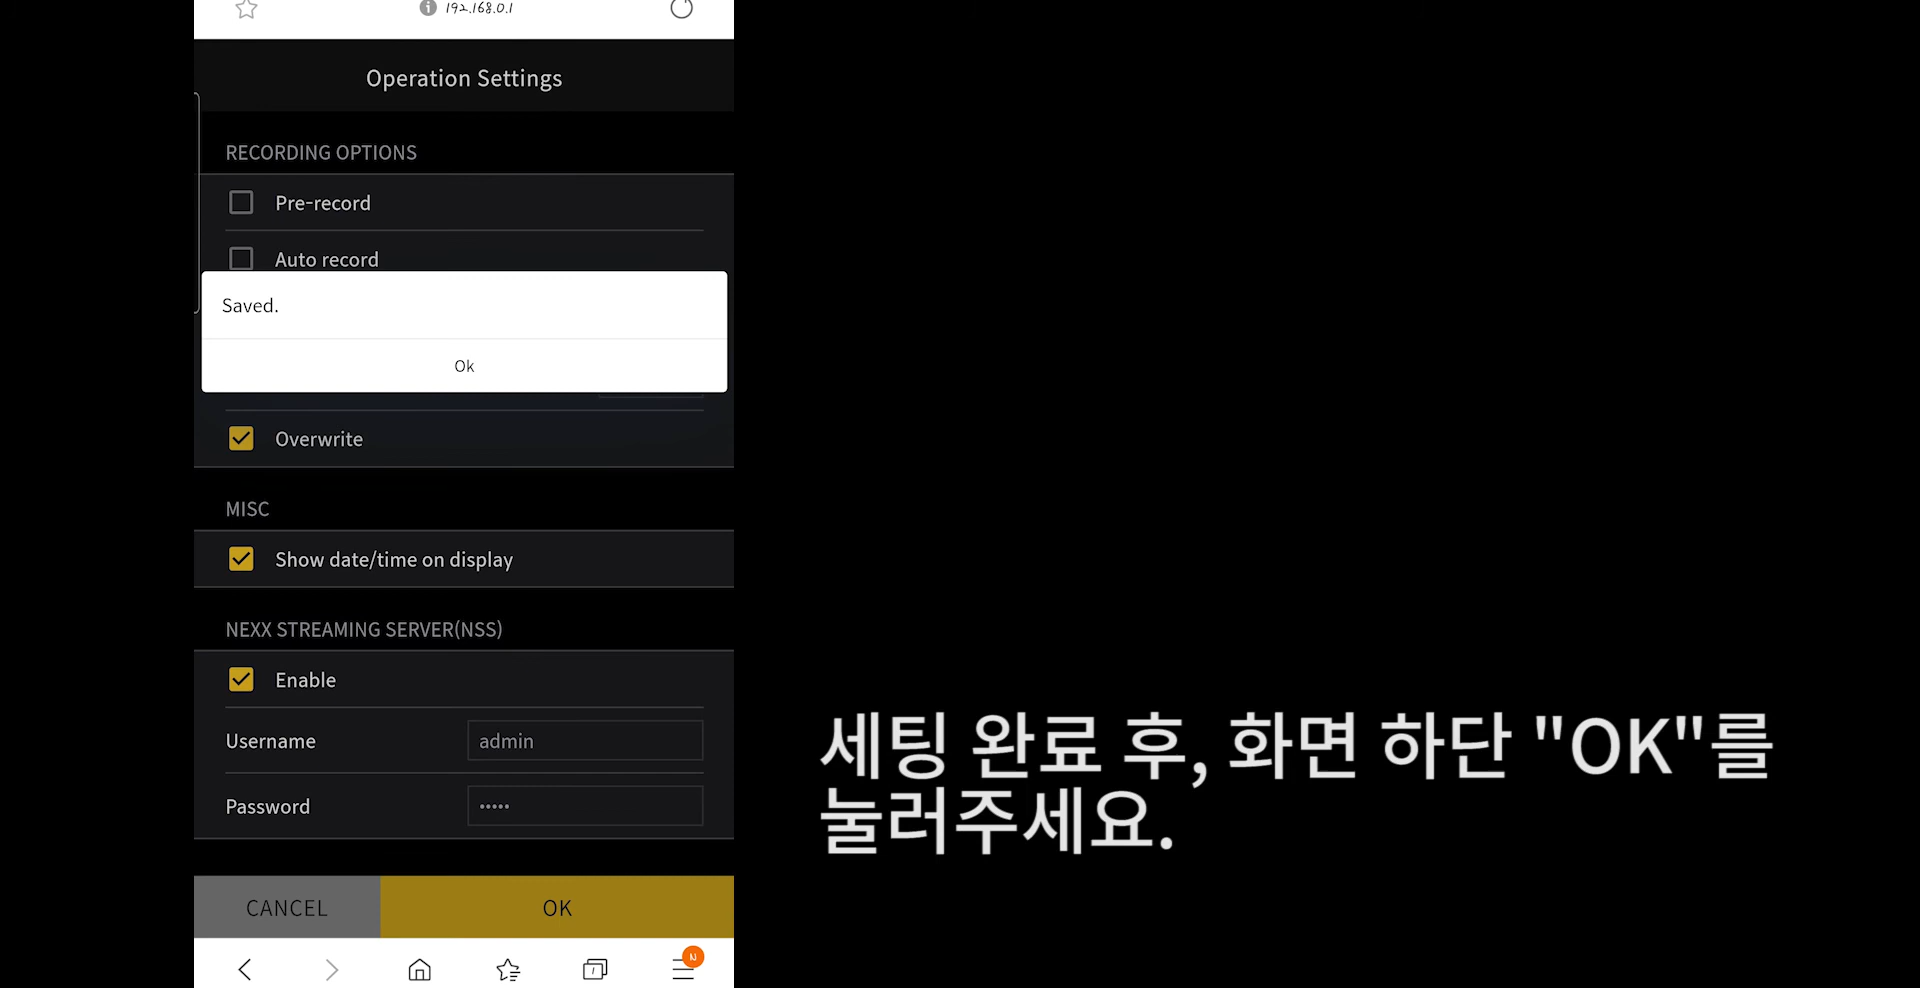 192.168.0.1
Operation Settings
RECORDING OPTIONS
Pre-record
Auto record
Saved.
Ok
Overwrite
MISC
Show date/time on display
NEXX STREAMING SERVER(NSS)
Enable
Username
admin
Password
•••••
CANCEL
OK
1
N
세팅 완료 후, 화면 하단 "OK"를
눌러주세요.